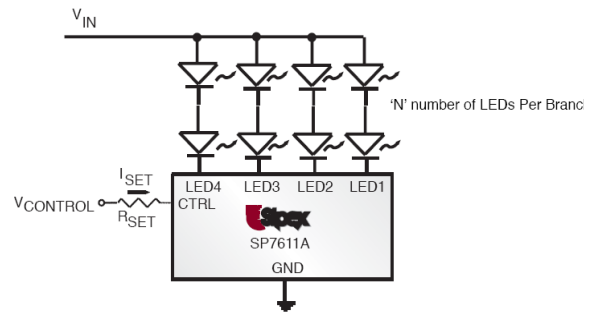 VIN
'N' number of LEDs Per Branc
ISET
VCONTROL
RSET
LED4 LED3 LED2 LED1
CTRL
Sipex
SP7611A
GND